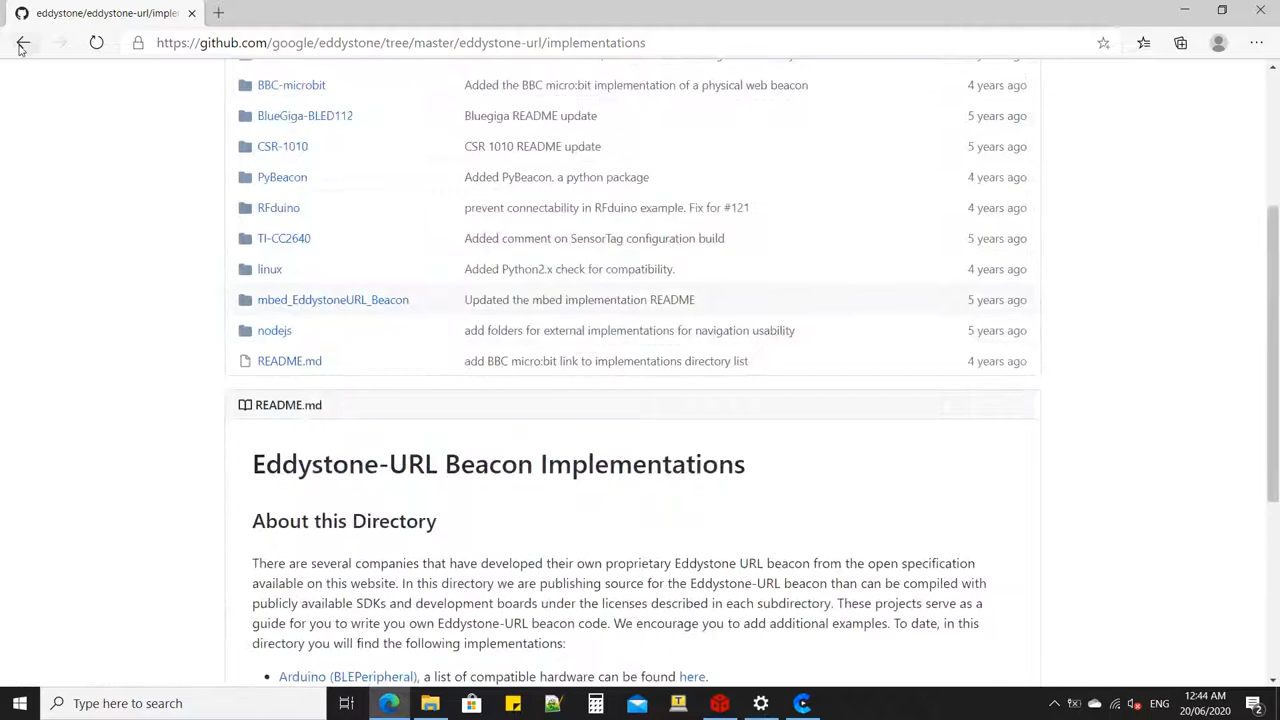 eddystone/eddystone-url/implem
https://github.com/google/eddystone/tree/master/eddystone-url/implementations
BBC-microbit Added the BBC micro:bit implementation of a physical web beacon 4 years ago
BlueGiga-BLED112 Bluegiga README update 5 years ago
CSR-1010 CSR 1010 README update 5 years ago
PyBeacon Added PyBeacon, a python package 4 years ago
RFduino prevent connectability in RFduino example. Fix for #121 4 years ago
TI-CC2640 Added comment on SensorTag configuration build 5 years ago
linux Added Python2.x check for compatibility. 5 years ago
mbed_EddystoneURL_Beacon Updated the mbed implementation README 5 years ago
nodejs add folders for external implementations for navigation usability 5 years ago
README.md add BBC micro:bit link to implementations directory list 4 years ago
README.md
Eddystone-URL Beacon Implementations
About this Directory
There are several companies that have developed their own proprietary Eddystone URL beacon from the open specification
available on this website. In this directory we are publishing source for the Eddystone-URL beacon than can be compiled with
publicly available SDKs and development boards under the licenses described in each subdirectory. These projects serve as a
guide for you to write you own Eddystone-URL beacon code. We encourage you to add additional examples. To date, in this
directory you will find the following implementations:
• Arduino (BLEPeripheral), a list of compatible hardware can be found here.
Type here to search
ENG
12:44 AM
20/06/2020
2